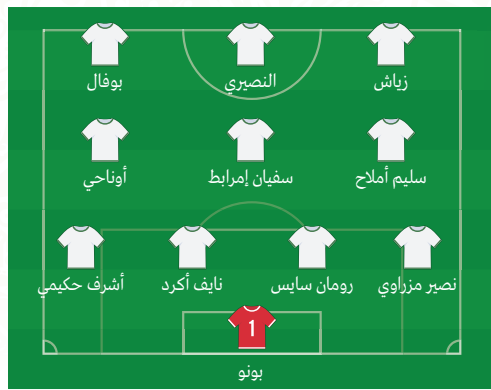 زياش النصيري بوفال
سليم أملاح سفيان إمرابط أوناحي
نصير مزراوي رومان سايس نايف أكرد أشرف حكيمي
1
بونو